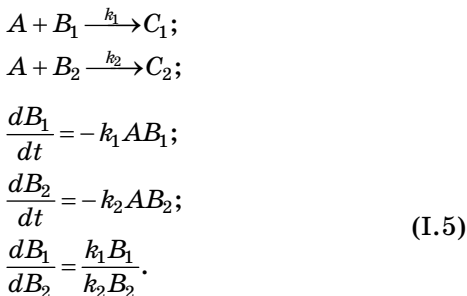 A + B₁ —k₁→ C₁;
A + B₂ —k₂→ C₂;
dB₁/dt = −k₁AB₁;
dB₂/dt = −k₂AB₂;
(I.5)
dB₁/dB₂ = k₁B₁/k₂B₂.